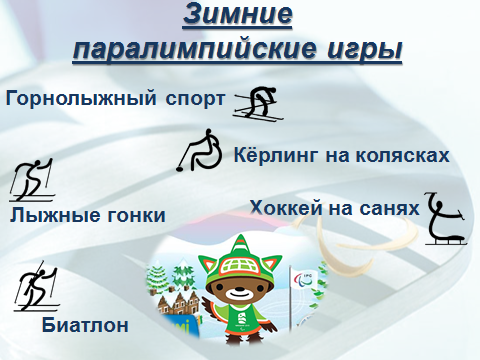 Зимние
паралимпийские игры
Горнолыжный спорт
Кёрлинг на колясках
Лыжные гонки
Хоккей на санях
Биатлон